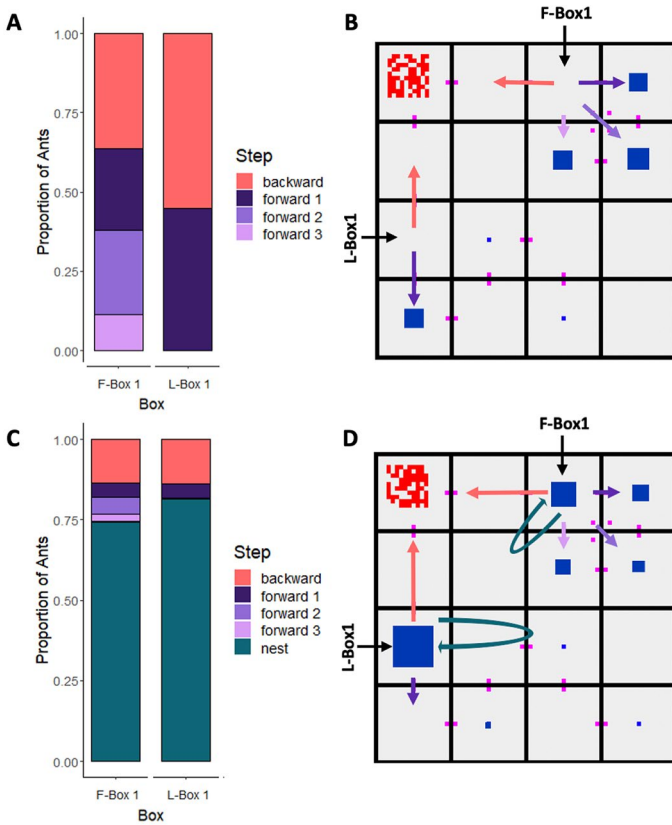 A
1.00
0.75
0.50
0.25
0.00
Proportion of Ants
F-Box 1
L-Box 1
Box
Step
backward
forward 1
forward 2
forward 3
B
F-Box1
L-Box1
C
1.00
0.75
0.50
0.25
0.00
Proportion of Ants
F-Box 1
L-Box 1
Box
Step
backward
forward 1
forward 2
forward 3
nest
D
F-Box1
L-Box1